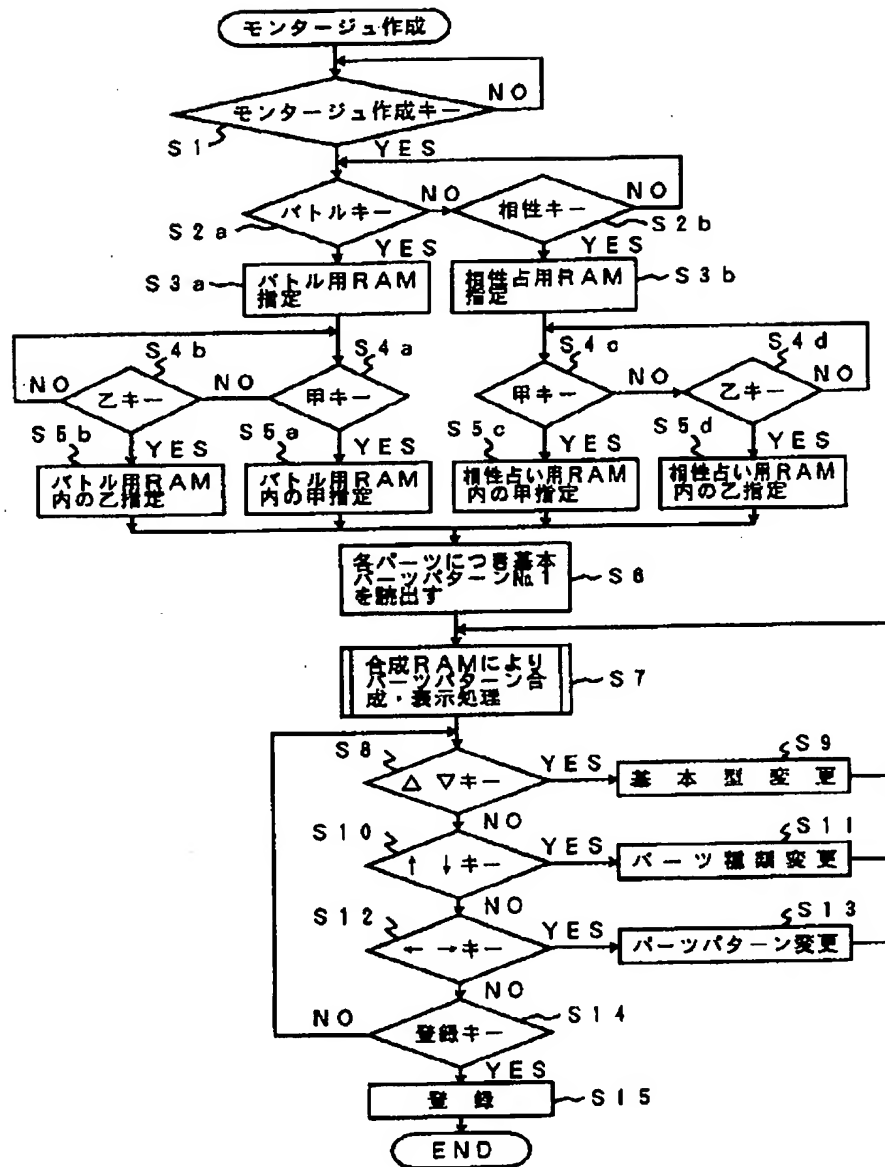 モンタージュ作成
NO
モンタージュ作成キー
S1
YES
バトルキー
NO
相性キー
NO
S2a
S2b
YES
YES
S3a
バトル用RAM
指定
相性占用RAM
指定
S3b
S4b
S4a
S4c
S4d
NO
乙キー
NO
甲キー
甲キー
NO
乙キー
NO
S5b
YES
S5a
YES
S5c
YES
S5d
YES
バトル用RAM
内の乙指定
バトル用RAM
内の甲指定
相性占い用RAM
内の甲指定
相性占い用RAM
内の乙指定
各パーツにつき基本
パーツパターン№1
を読出す
S6
合成RAMにより
パーツパターン合
成・表示処理
S7
S8
△ ▽キー
YES
S9
基本型変更
NO
S10
↑ ↓キー
YES
S11
パーツ種類変更
NO
S12
← →キー
YES
S13
パーツパターン変更
NO
NO
登録キー
S14
YES
登録
S15
END